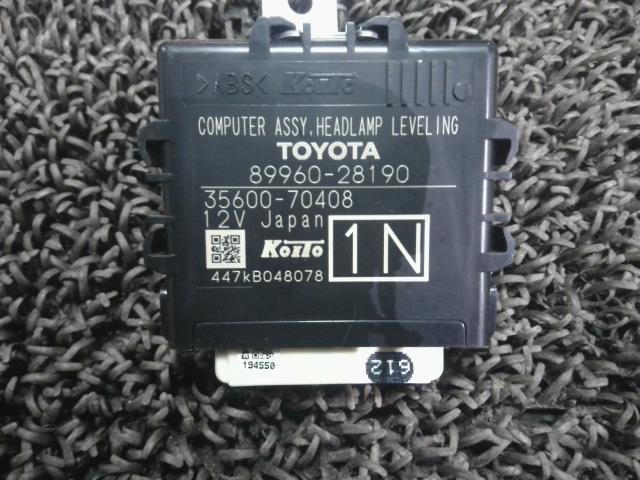 >ABS< KOITO
COMPUTER ASSY, HEADLAMP LEVELING
TOYOTA
89960-28190
35600-70408
12V Japan
KOITO 1N
447kB048078
194550
612